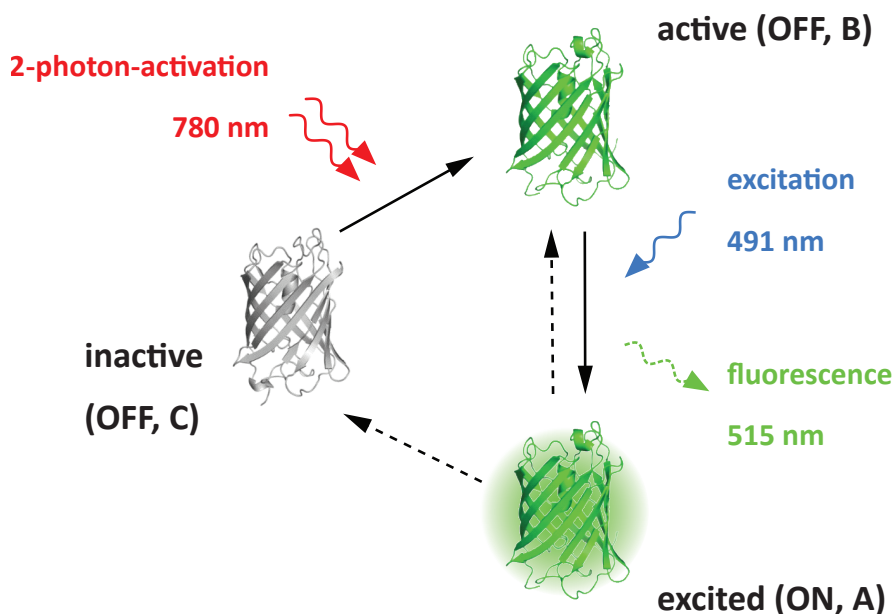 active (OFF, B)
2-photon-activation
780 nm
excitation
491 nm
inactive
(OFF, C)
fluorescence
515 nm
excited (ON, A)